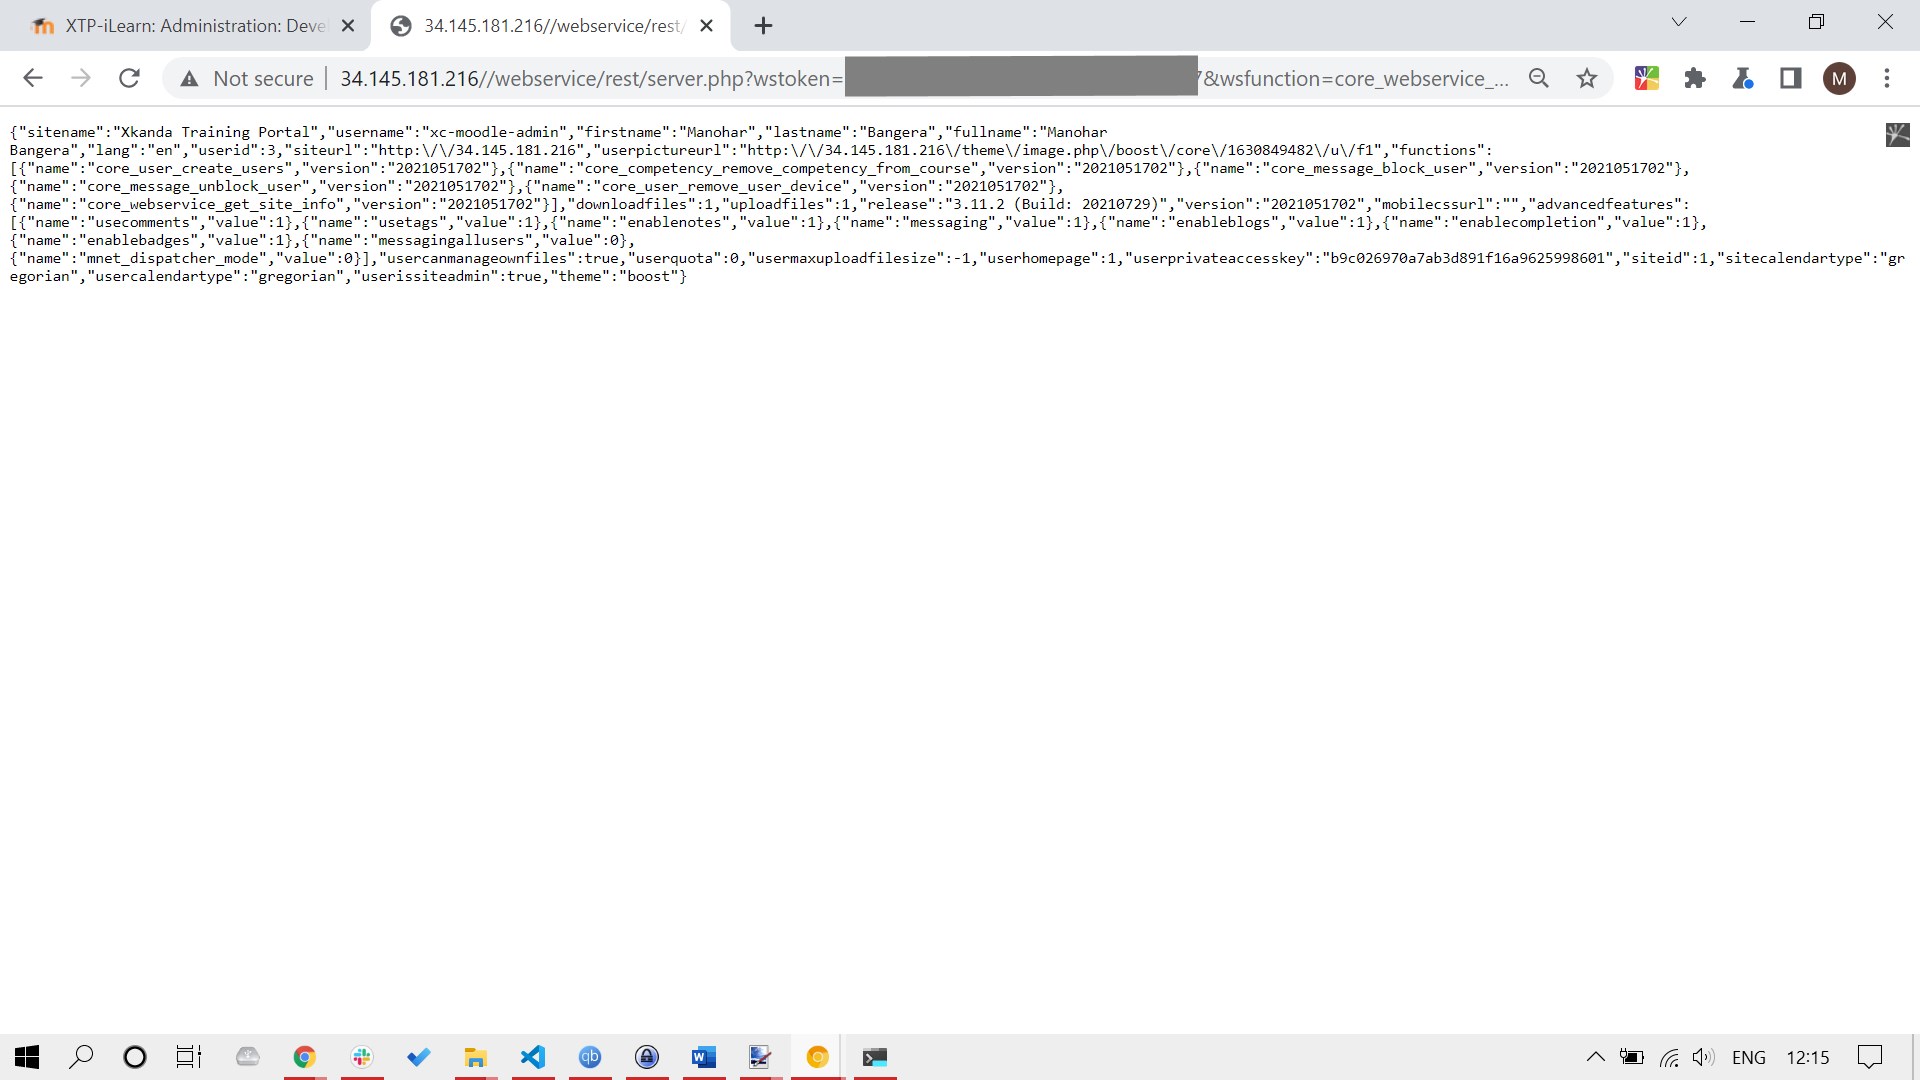 XTP-iLearn: Administration: Deve
34.145.181.216//webservice/rest/
Not secure
34.145.181.216//webservice/rest/server.php?wstoken=
7&wsfunction=core_webservice_...
M
{"sitename":"Xkanda Training Portal","username":"xc-moodle-admin","firstname":"Manohar","lastname":"Bangera","fullname":"Manohar
Bangera","lang":"en","userid":3,"siteurl":"http:\/\/34.145.181.216","userpictureurl":"http:\/\/34.145.181.216\/theme\/image.php\/boost\/core\/1630849482\/u\/f1","functions":
[{"name":"core_user_create_users","version":"2021051702"},{"name":"core_competency_remove_competency_from_course","version":"2021051702"},{"name":"core_message_block_user","version":"2021051702"},
{"name":"core_message_unblock_user","version":"2021051702"},{"name":"core_user_remove_user_device","version":"2021051702"},
{"name":"core_webservice_get_site_info","version":"2021051702"}],"downloadfiles":1,"uploadfiles":1,"release":"3.11.2 (Build: 20210729)","version":"2021051702","mobilecssurl":"","advancedfeatures":
[{"name":"usecomments","value":1},{"name":"usetags","value":1},{"name":"enablenotes","value":1},{"name":"messaging","value":1},{"name":"enableblogs","value":1},{"name":"enablecompletion","value":1},
{"name":"enablebadges","value":1},{"name":"messagingallusers","value":0},
{"name":"mnet_dispatcher_mode","value":0}],"usercanmanageownfiles":true,"userquota":0,"usermaxuploadfilesize":-1,"userhomepage":1,"userprivateaccesskey":"b9c026970a7ab3d891f16a9625998601","siteid":1,"sitecalendartype":"gr
egorian","usercalendartype":"gregorian","userissiteadmin":true,"theme":"boost"}
qb
ENG
12:15